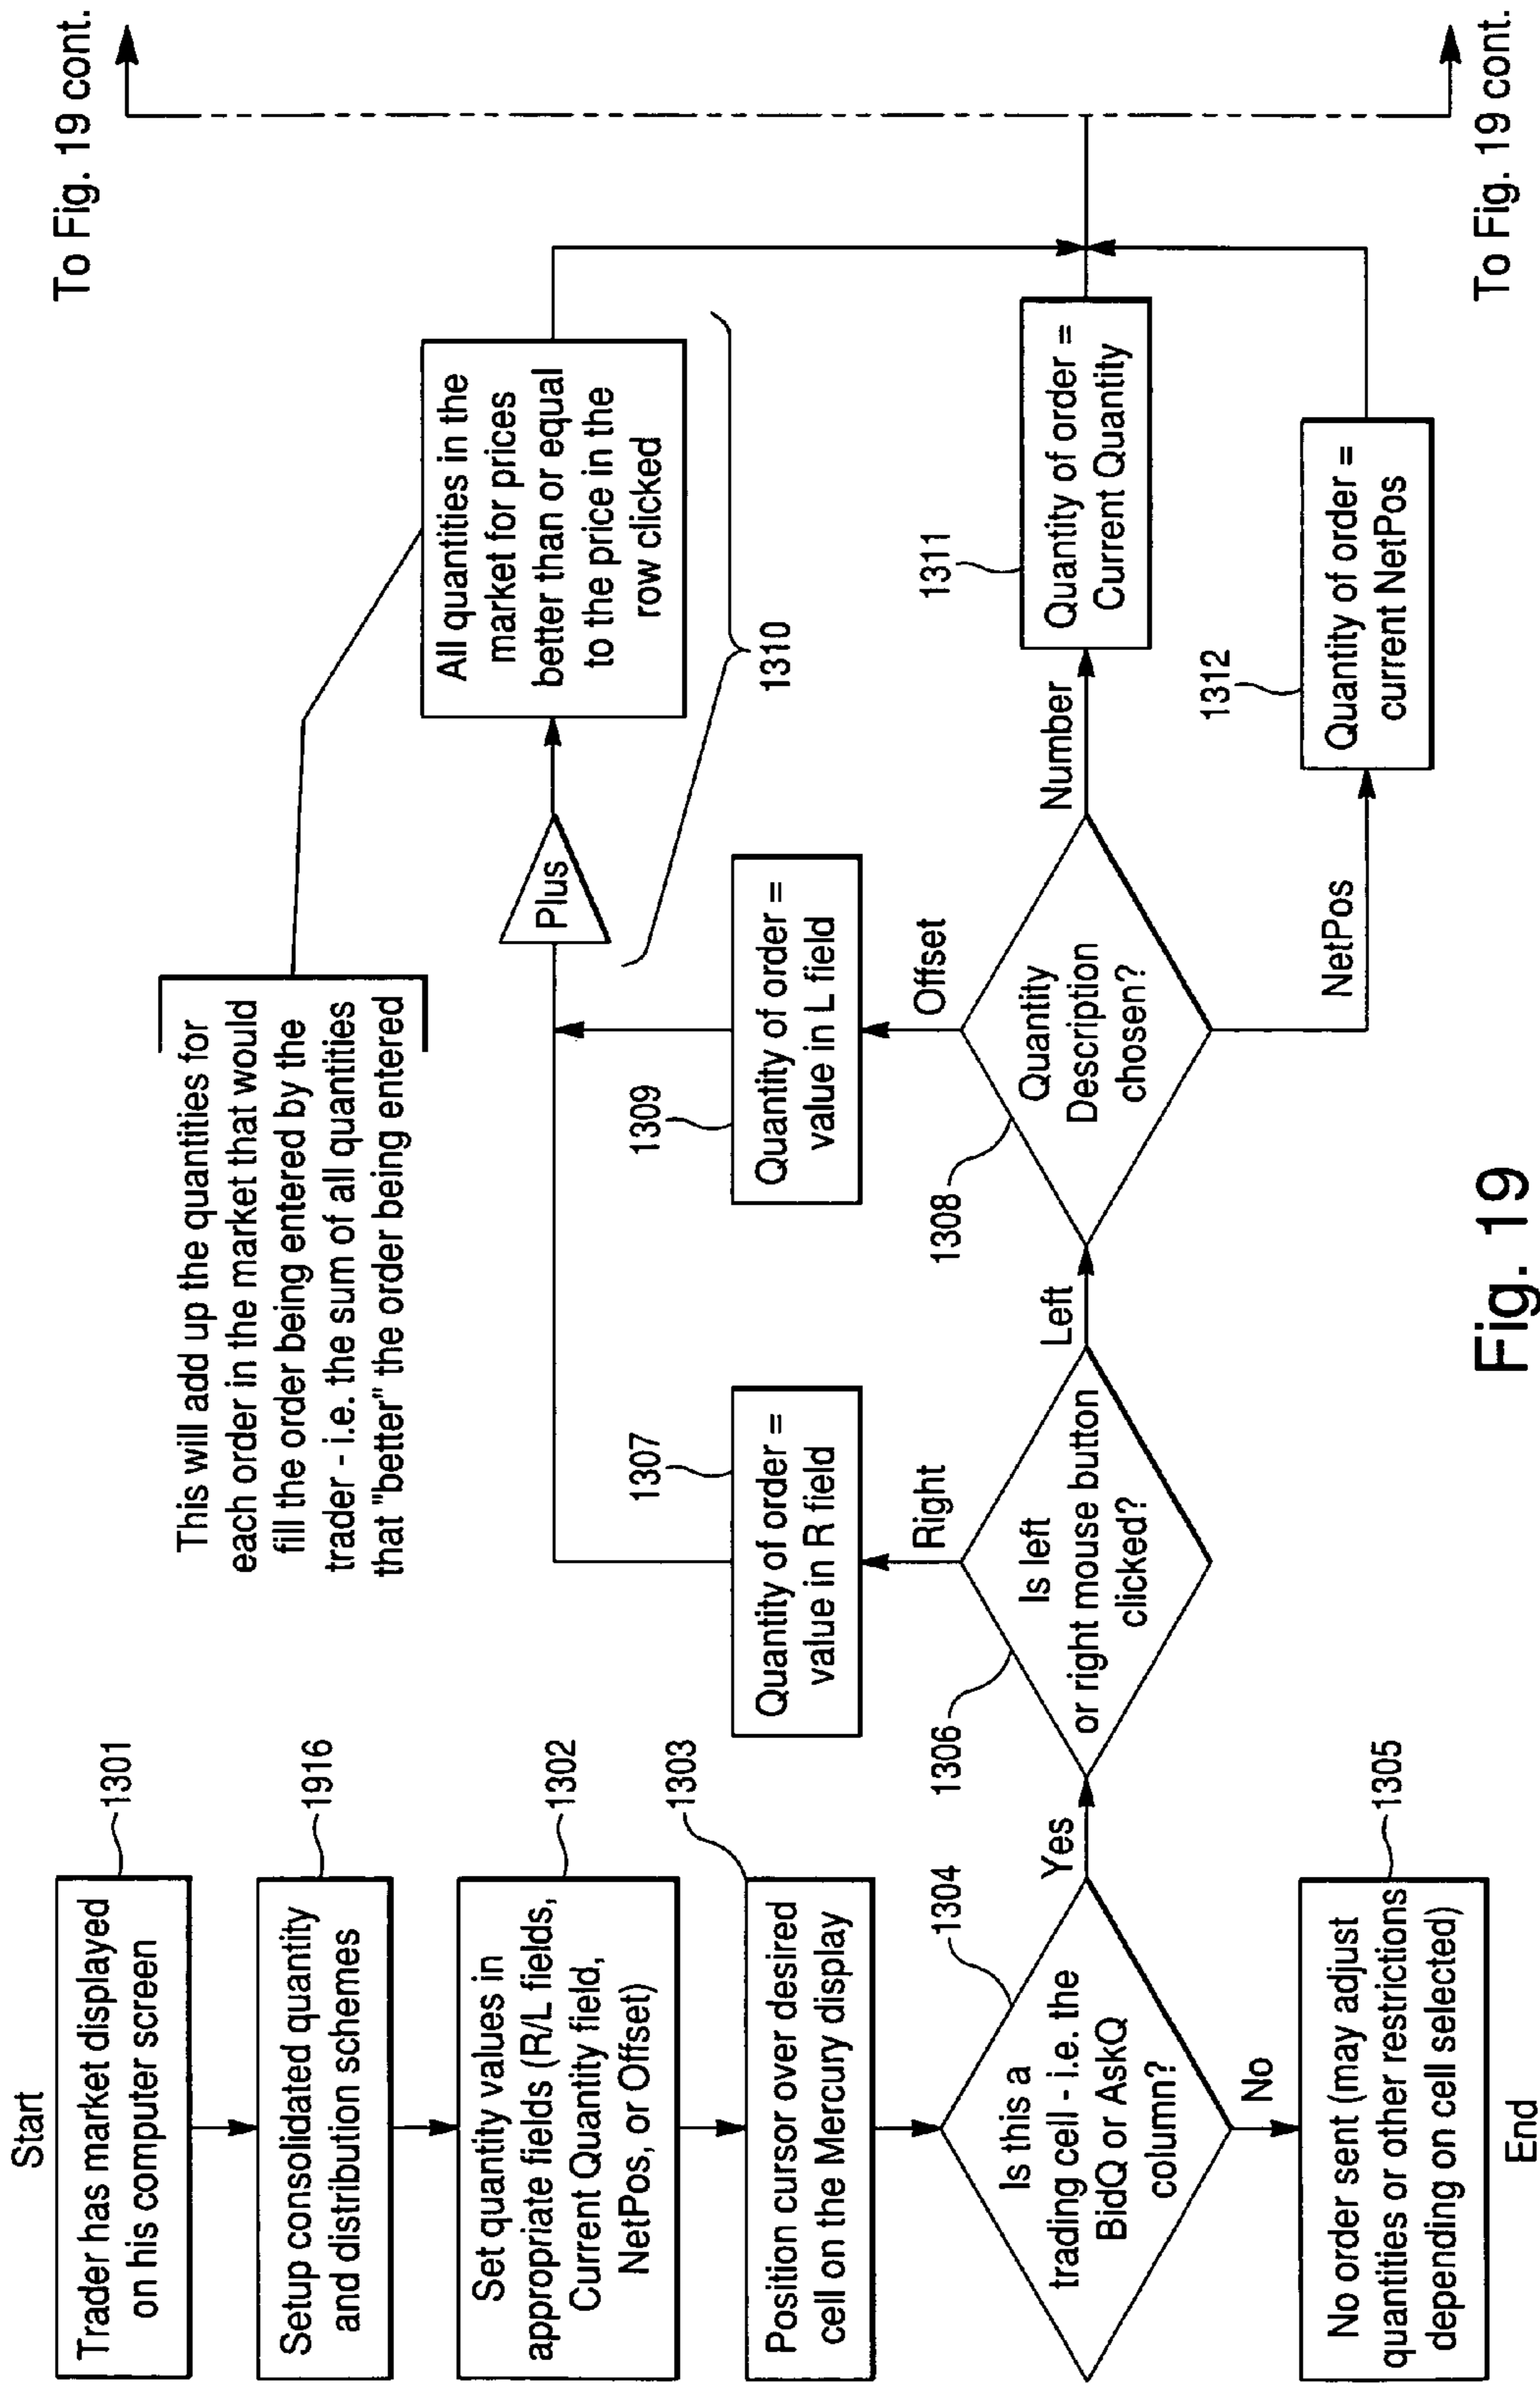 Start
Trader has market displayed
on his computer screen
1301
Setup consolidated quantity
and distribution schemes
1916
Set quantity values in
appropriate fields (R/L fields,
Current Quantity field,
NetPos, or Offset)
1302
Position cursor over desired
cell on the Mercury display
1303
Is this a
trading cell - i.e. the
BidQ or AskQ
column?
1304
Yes
No
No order sent (may adjust
quantities or other restrictions
depending on cell selected)
1305
End
Is left
or right mouse button
clicked?
1306
Right
Left
Quantity of order =
value in R field
1307
Quantity
Description
chosen?
1308
Offset
Number
NetPos
Quantity of order =
value in L field
1309
This will add up the quantities for
each order in the market that would
fill the order being entered by the
trader - i.e. the sum of all quantities
that "better" the order being entered
Plus
All quantities in the
market for prices
better than or equal
to the price in the
row clicked
1310
Quantity of order =
Current Quantity
1311
Quantity of order =
current NetPos
1312
To Fig. 19 cont.
To Fig. 19 cont.
Fig. 19